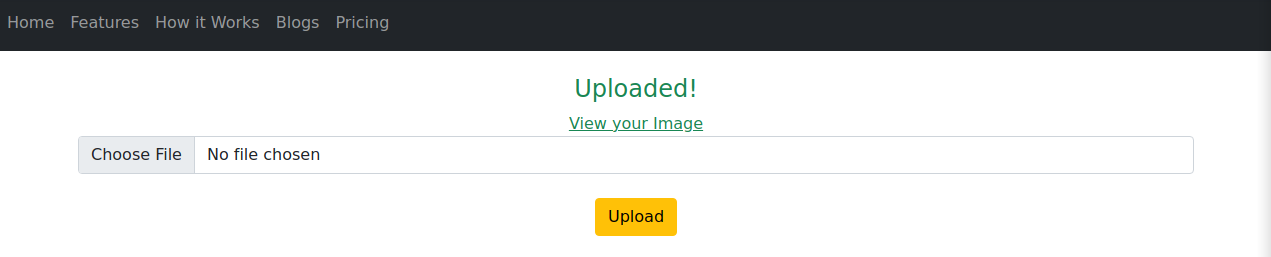 Home Features How it Works Blogs Pricing
Uploaded!
View your Image
Choose File No file chosen
Upload